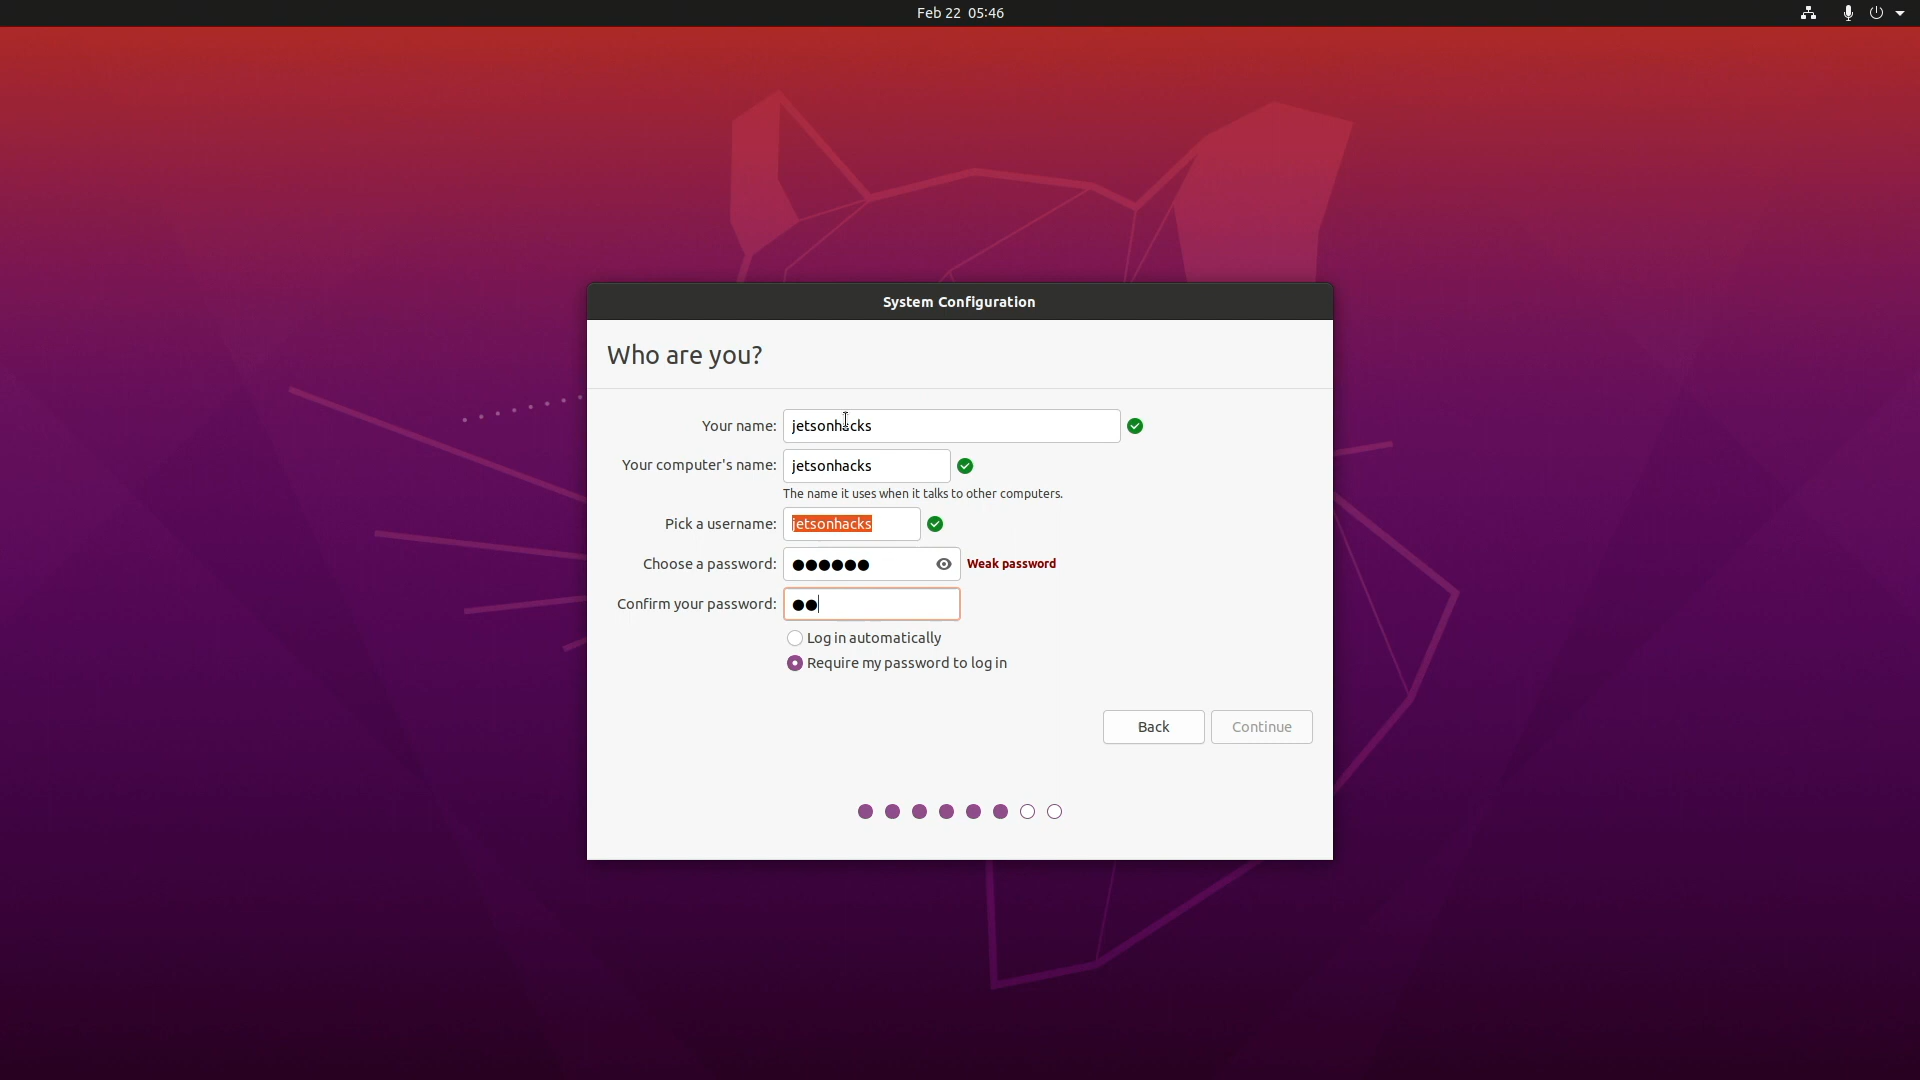 Feb 22 05:46
System Configuration
Who are you?
Your name: jetsonhacks
Your computer's name: jetsonhacks
The name it uses when it talks to other computers.
Pick a username: jetsonhacks
Choose a password: ●●●●●● Weak password
Confirm your password: ●●
Log in automatically
Require my password to log in
Back Continue